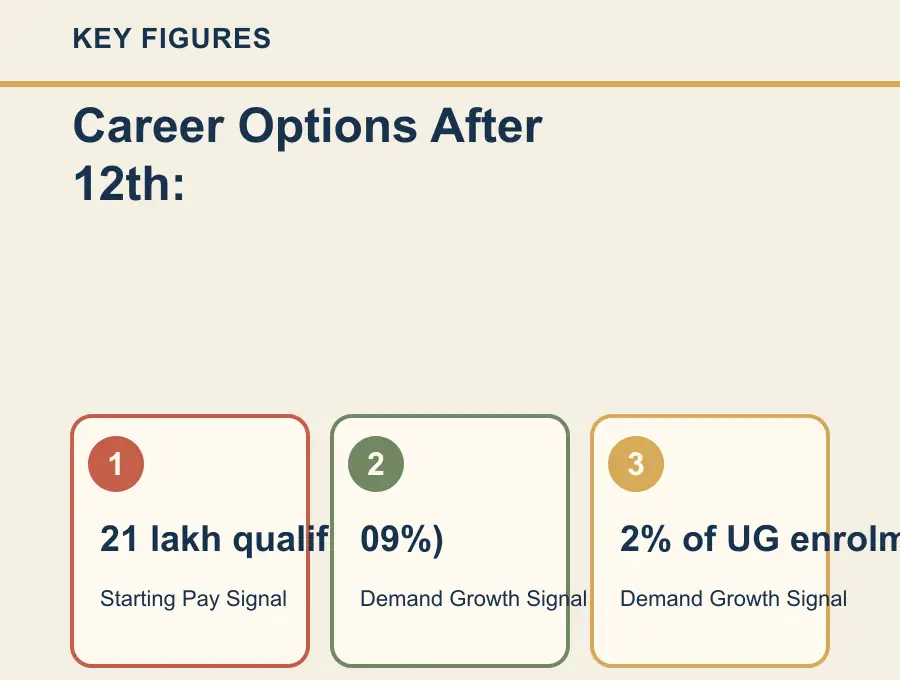 KEY FIGURES
Career Options After
12th:
1
2
3
21 lakh qualif
09%)
2% of UG enrolm
Starting Pay Signal
Demand Growth Signal
Demand Growth Signal